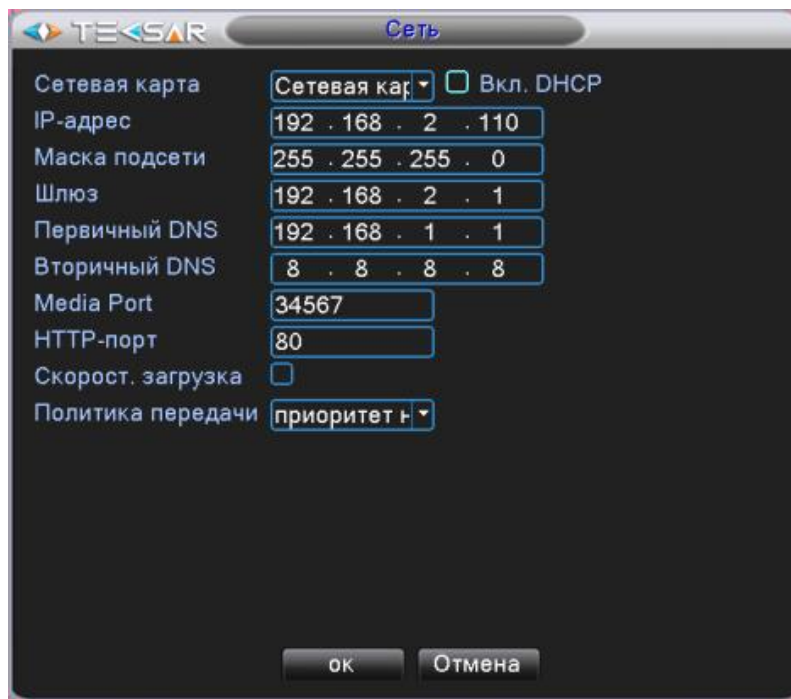 TECSAR Сеть
Сетевая карта Сетевая кар Вкл. DHCP
IP-адрес 192 . 168 . 2 . 110
Маска подсети 255 . 255 . 255 . 0
Шлюз 192 . 168 . 2 . 1
Первичный DNS 192 . 168 . 1 . 1
Вторичный DNS 8 . 8 . 8 . 8
Media Port 34567
HTTP-порт 80
Скорост. загрузка
Политика передачи приоритет н
ок Отмена